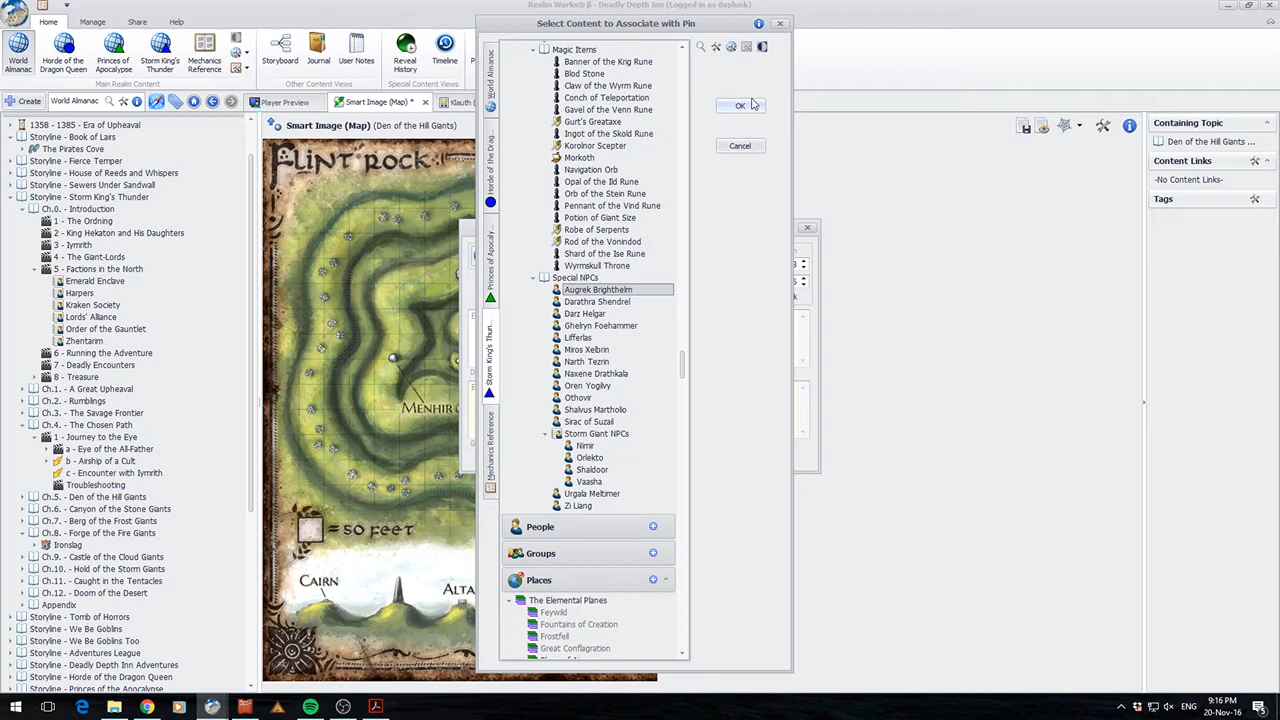 Realm Works® - Deadly Depth Inn (Logged in as daplunk)
Home
Manage
Share
Help
World Almanac
Horde of the Dragon Queen
Princes of Apocalypse
Storm King's Thunder
Mechanics Reference
Main Realm Content
Storyboard
Journal
User Notes
Other Content Views
Reveal History
Timeline
Special Content Views
Create
World Almanac
Player Preview
Smart Image (Map) *
Klauth
Smart Image (Map) (Den of the Hill Giants)
1358 - 1385 - Era of Upheaval
Storyline - Book of Lairs
The Pirates Cove
Storyline - Fierce Temper
Storyline - House of Reeds and Whispers
Storyline - Sewers Under Sandwall
Storyline - Storm King's Thunder
Ch.0. - Introduction
1 - The Ordning
2 - King Hekaton and His Daughters
3 - Iymrith
4 - The Giant-Lords
5 - Factions in the North
Emerald Enclave
Harpers
Kraken Society
Lords' Alliance
Order of the Gauntlet
Zhentarim
6 - Running the Adventure
7 - Deadly Encounters
8 - Treasure
Ch.1. - A Great Upheaval
Ch.2. - Rumblings
Ch.3. - The Savage Frontier
Ch.4. - The Chosen Path
1 - Journey to the Eye
a - Eye of the All-Father
b - Airship of a Cult
c - Encounter with Iymrith
Troubleshooting
Ch.5. - Den of the Hill Giants
Ch.6. - Canyon of the Stone Giants
Ch.7. - Berg of the Frost Giants
Ch.8. - Forge of the Fire Giants
Ironslag
Ch.9. - Castle of the Cloud Giants
Ch.10. - Hold of the Storm Giants
Ch.11. - Caught in the Tentacles
Ch.12. - Doom of the Desert
Appendix
Storyline - Tomb of Horrors
Storyline - We Be Goblins
Storyline - We Be Goblins Too
Storyline - Adventures League
Storyline - Deadly Depth Inn Adventures
Storyline - Horde of the Dragon Queen
Storyline - Princes of the Apocalypse
Flint Rock
Menhir
= 50 feet
Cairn
Alta
Select Content to Associate with Pin
World Almanac
Horde of the Drag...
Princes of Apocaly...
Storm King's Thun...
Mechanics Reference
Magic Items
Banner of the Krig Rune
Blod Stone
Claw of the Wyrm Rune
Conch of Teleportation
Gavel of the Venn Rune
Gurt's Greataxe
Ingot of the Skold Rune
Korolnor Scepter
Morkoth
Navigation Orb
Opal of the Ild Rune
Orb of the Stein Rune
Pennant of the Vind Rune
Potion of Giant Size
Robe of Serpents
Rod of the Vonindod
Shard of the Ise Rune
Wyrmskull Throne
Special NPCs
Augrek Brighthelm
Darathra Shendrel
Darz Helgar
Ghelryn Foehammer
Lifferlas
Miros Xelbrin
Narth Tezrin
Naxene Drathkala
Oren Yogilvy
Othovir
Shalvus Martholio
Sirac of Suzail
Storm Giant NPCs
Nimir
Orlekto
Shaldoor
Vaasha
Urgala Meltimer
Zi Liang
People
Groups
Places
The Elemental Planes
Feywild
Fountains of Creation
Frostfell
Great Conflagration
OK
Cancel
Containing Topic
Den of the Hill Giants ...
Content Links
-No Content Links-
Tags
9:16 PM
20-Nov-16